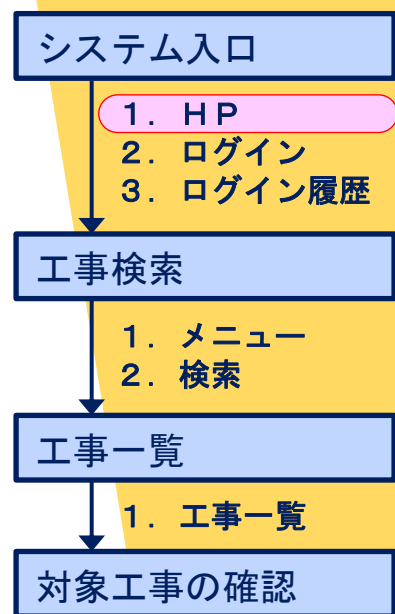 システム入口
１．ＨＰ
２．ログイン
３．ログイン履歴
工事検索
１．メニュー
２．検索
工事一覧
１．工事一覧
対象工事の確認